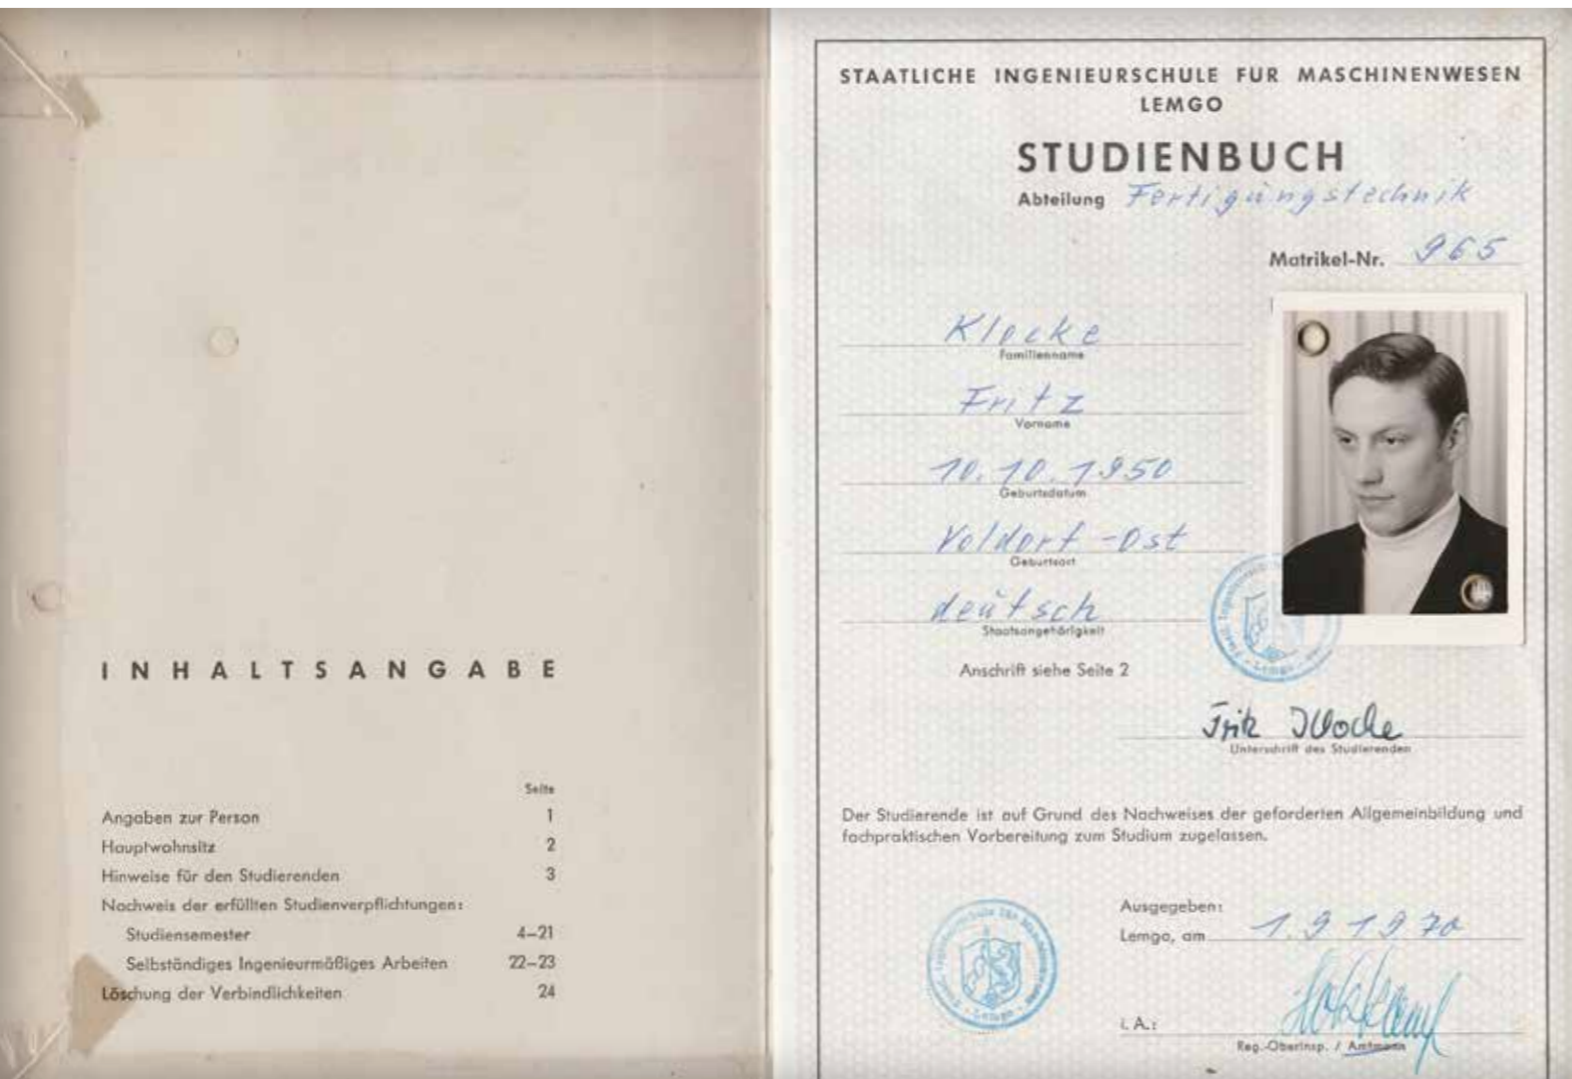 INHALTSANGABE
Seite
Angaben zur Person 1
Hauptwohnsitz 2
Hinweise für den Studierenden 3
Nachweis der erfüllten Studienverpflichtungen:
Studiensemester 4–21
Selbständiges Ingenieurmäßiges Arbeiten 22–23
Löschung der Verbindlichkeiten 24
STAATLICHE INGENIEURSCHULE FÜR MASCHINENWESEN
LEMGO
STUDIENBUCH
Abteilung Fertigungstechnik
Matrikel-Nr. 965
Klocke
Familienname
Fritz
Vorname
10.10.1950
Geburtsdatum
Voldorf-Ost
Geburtsort
deutsch
Staatsangehörigkeit
Anschrift siehe Seite 2
Lemgo
Fritz Klocke
Unterschrift des Studierenden
Der Studierende ist auf Grund des Nachweises der geforderten Allgemeinbildung und
fachpraktischen Vorbereitung zum Studium zugelassen.
Ausgegeben:
Lemgo, am 1.9 1970
Lemgo
i. A.:
Reg.-Oberinsp. / Amtmann